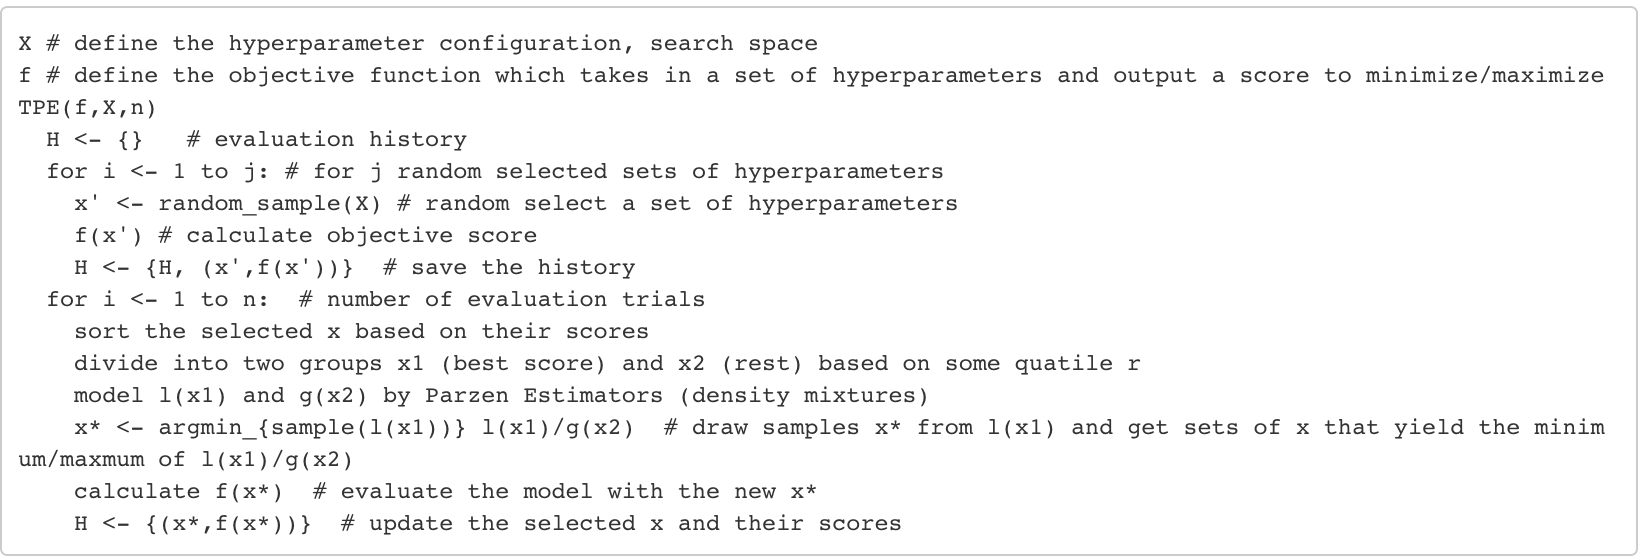 X # define the hyperparameter configuration, search space
f # define the objective function which takes in a set of hyperparameters and output a score to minimize/maximize
TPE(f,X,n)
  H <- {}   # evaluation history
  for i <- 1 to j: # for j random selected sets of hyperparameters
    x' <- random_sample(X) # random select a set of hyperparameters
    f(x') # calculate objective score
    H <- {H, (x',f(x'))}  # save the history
  for i <- 1 to n:  # number of evaluation trials
    sort the selected x based on their scores
    divide into two groups x1 (best score) and x2 (rest) based on some quatile r
    model l(x1) and g(x2) by Parzen Estimators (density mixtures)
    x* <- argmin_{sample(l(x1))} l(x1)/g(x2)  # draw samples x* from l(x1) and get sets of x that yield the minim
um/maxmum of l(x1)/g(x2)
    calculate f(x*)  # evaluate the model with the new x*
    H <- {(x*,f(x*))}  # update the selected x and their scores